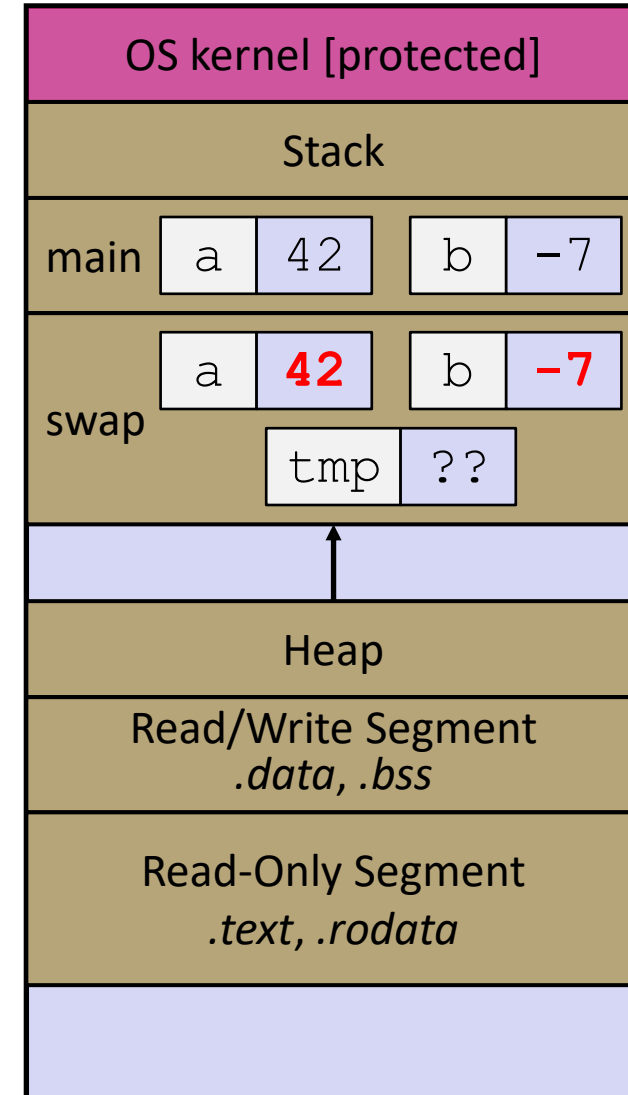 OS kernel [protected]
Stack
main a 42 b -7
swap a 42 b -7
tmp ??
Heap
Read/Write Segment
.data, .bss
Read-Only Segment
.text, .rodata